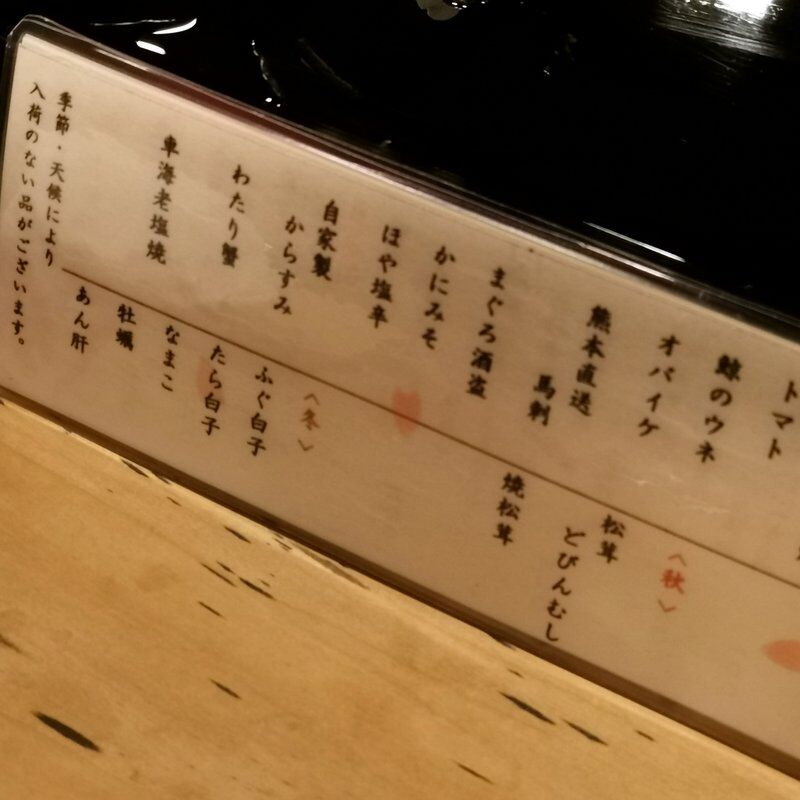 トマト
鯨のウネ
オバイケ
熊本直送
馬刺
まぐろ酒盗
かにみそ
ほや塩辛
自家製
からすみ
わたり蟹
車海老塩焼
〈秋〉
松茸
どびんむし
焼松茸
〈冬〉
ふぐ白子
たら白子
なまこ
牡蠣
あん肝
季節・天候により
入荷のない品がございます。